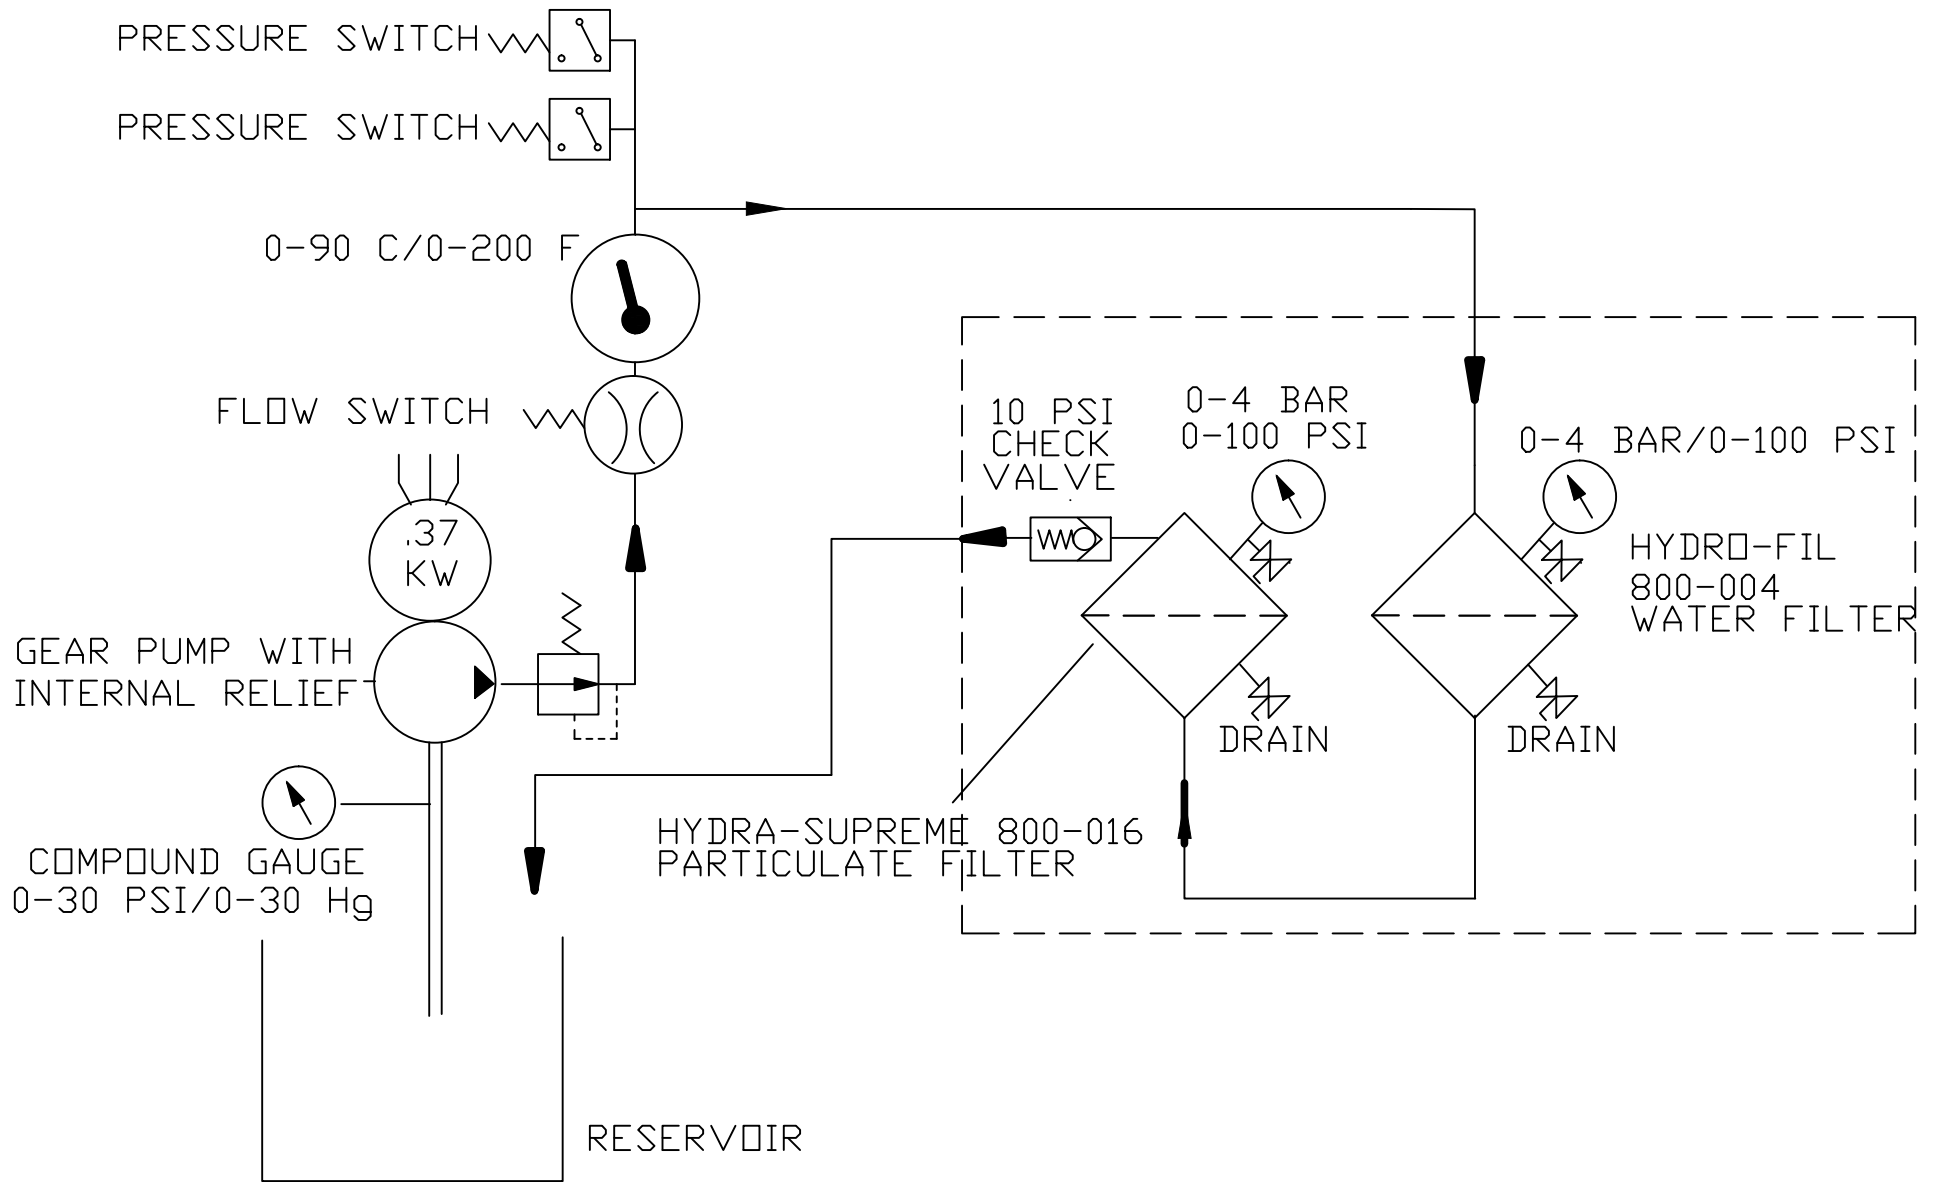 PRESSURE SWITCH
PRESSURE SWITCH
0-90 C/0-200 F
FLOW SWITCH
.37
KW
GEAR PUMP WITH
INTERNAL RELIEF
COMPOUND GAUGE
0-30 PSI/0-30 Hg
RESERVOIR
10 PSI
CHECK
VALVE
0-4 BAR
0-100 PSI
0-4 BAR/0-100 PSI
HYDRO-FIL
800-004
WATER FILTER
DRAIN
DRAIN
HYDRA-SUPREME 800-016
PARTICULATE FILTER